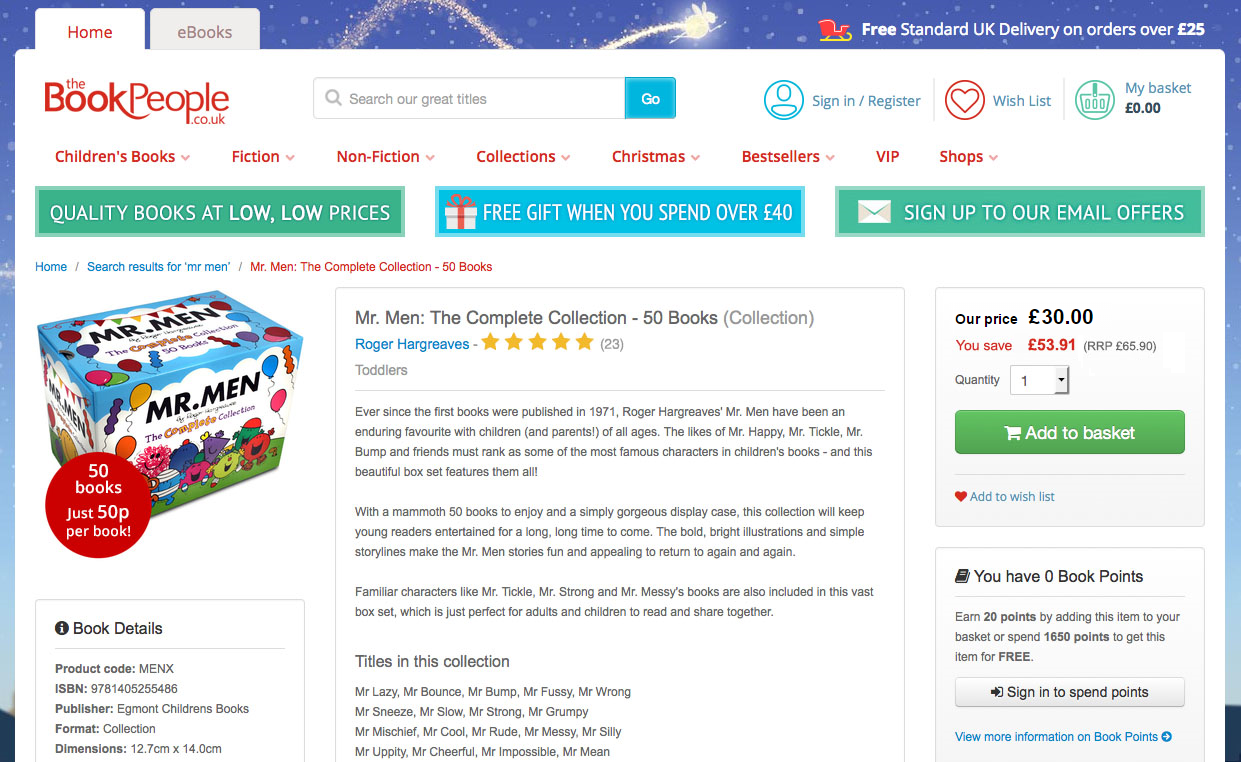 Home
eBooks
Free Standard UK Delivery on orders over £25
the
BookPeople
.co.uk
Search our great titles
Go
Sign in / Register
Wish List
My basket
£0.00
Children's Books
Fiction
Non-Fiction
Collections
Christmas
Bestsellers
VIP
Shops
QUALITY BOOKS AT LOW, LOW PRICES
FREE GIFT WHEN YOU SPEND OVER £40
SIGN UP TO OUR EMAIL OFFERS
Home / Search results for 'mr men' / Mr. Men: The Complete Collection - 50 Books
MR.MEN
By Roger Hargreaves
The Complete Collection
50 Books
MR.MEN
MR.MEN
By Roger Hargreaves
The Complete Collection
50
books
Just 50p
per book!
Book Details
Product code: MENX
ISBN: 9781405255486
Publisher: Egmont Childrens Books
Format: Collection
Dimensions: 12.7cm x 14.0cm
Mr. Men: The Complete Collection - 50 Books (Collection)
Roger Hargreaves - (23)
Toddlers
Ever since the first books were published in 1971, Roger Hargreaves' Mr. Men have been an
enduring favourite with children (and parents!) of all ages. The likes of Mr. Happy, Mr. Tickle, Mr.
Bump and friends must rank as some of the most famous characters in children's books - and this
beautiful box set features them all!
With a mammoth 50 books to enjoy and a simply gorgeous display case, this collection will keep
young readers entertained for a long, long time to come. The bold, bright illustrations and simple
storylines make the Mr. Men stories fun and appealing to return to again and again.
Familiar characters like Mr. Tickle, Mr. Strong and Mr. Messy's books are also included in this vast
box set, which is just perfect for adults and children to read and share together.
Titles in this collection
Mr Lazy, Mr Bounce, Mr Bump, Mr Fussy, Mr Wrong
Mr Sneeze, Mr Slow, Mr Strong, Mr Grumpy
Mr Mischief, Mr Cool, Mr Rude, Mr Messy, Mr Silly
Mr Uppity, Mr Cheerful, Mr Impossible, Mr Mean
Our price £30.00
You save £53.91 (RRP £65.90)
Quantity 1
Add to basket
Add to wish list
You have 0 Book Points
Earn 20 points by adding this item to your
basket or spend 1650 points to get this
item for FREE.
Sign in to spend points
View more information on Book Points